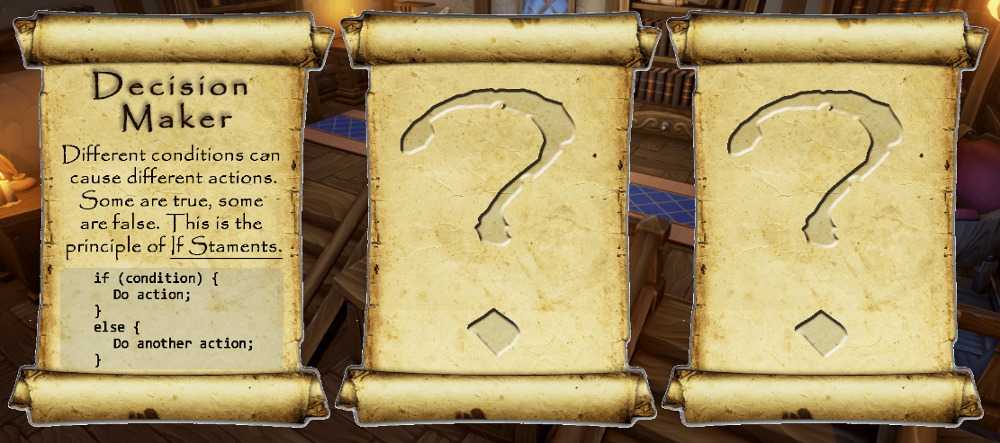 Decision
Maker
Different conditions can
cause different actions.
Some are true, some
are false. This is the
principle of If Staments.
if (condition) {
Do action;
}
else {
Do another action;
}
?
?